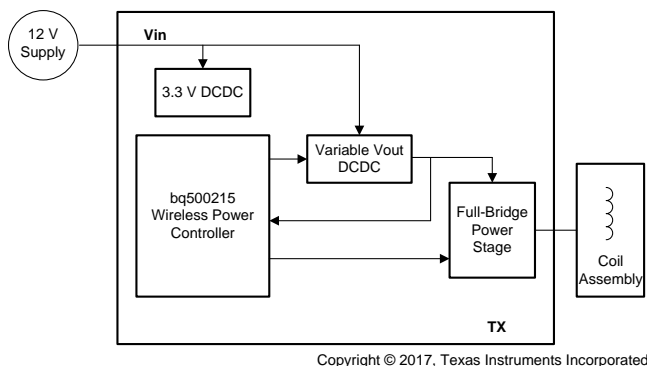 12 V
Supply
Vin
3.3 V DCDC
Variable Vout
DCDC
bq500215
Wireless Power
Controller
Full-Bridge
Power
Stage
Coil
Assembly
TX
Copyright © 2017, Texas Instruments Incorporated